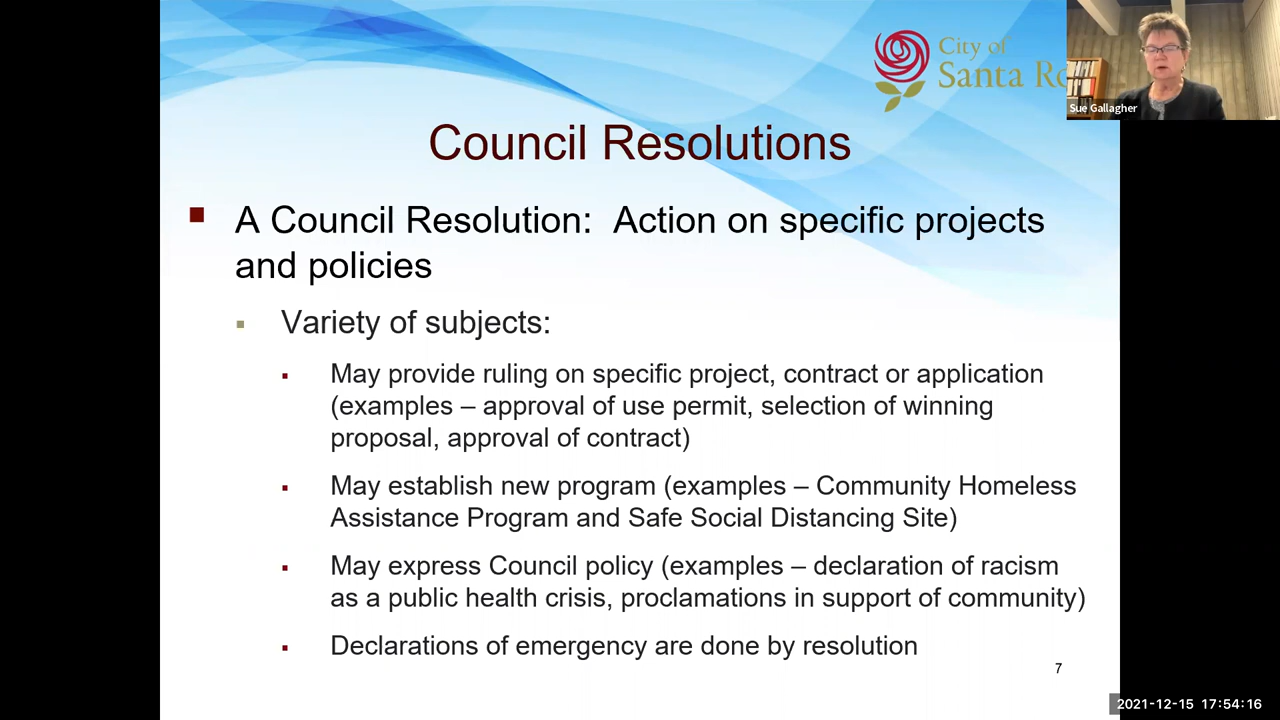 City of
Santa Ro
Sue Gallagher
Council Resolutions
A Council Resolution: Action on specific projects
and policies
Variety of subjects:
May provide ruling on specific project, contract or application
(examples – approval of use permit, selection of winning
proposal, approval of contract)
May establish new program (examples – Community Homeless
Assistance Program and Safe Social Distancing Site)
May express Council policy (examples – declaration of racism
as a public health crisis, proclamations in support of community)
Declarations of emergency are done by resolution
7
2021-12-15 17:54:16